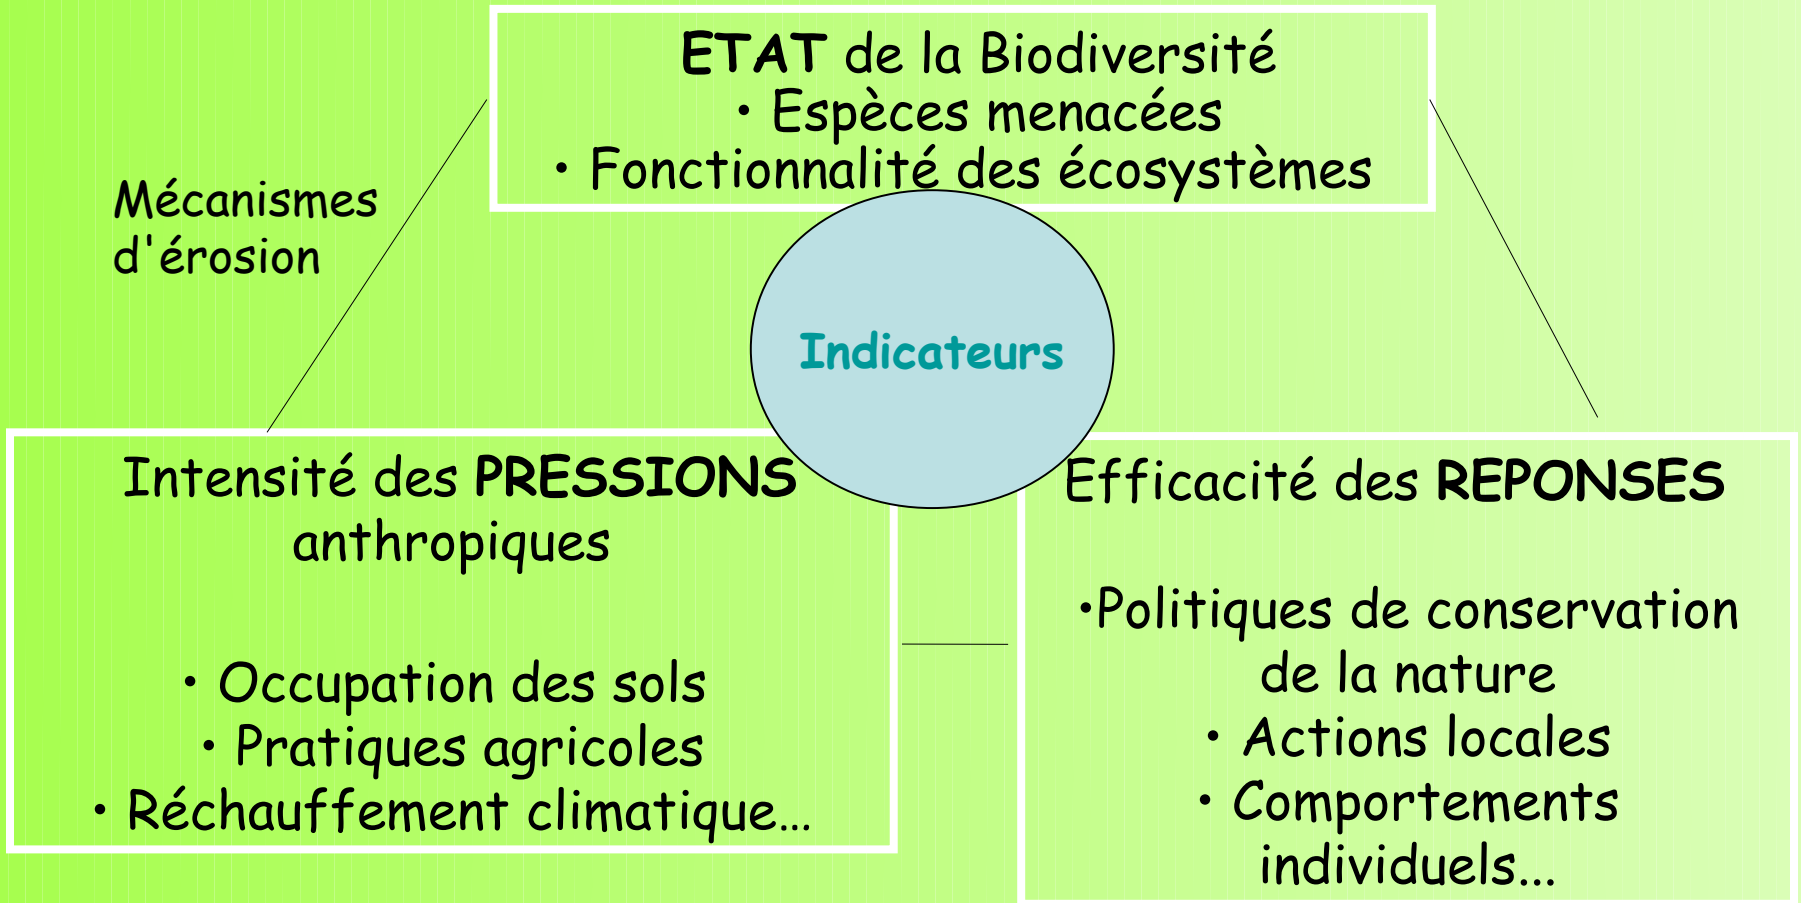 ETAT de la Biodiversité
• Espèces menacées
• Fonctionnalité des écosystèmes
Mécanismes
d'érosion
Indicateurs
Intensité des PRESSIONS
anthropiques
• Occupation des sols
• Pratiques agricoles
• Réchauffement climatique...
Efficacité des REPONSES
•Politiques de conservation
de la nature
• Actions locales
• Comportements
individuels...